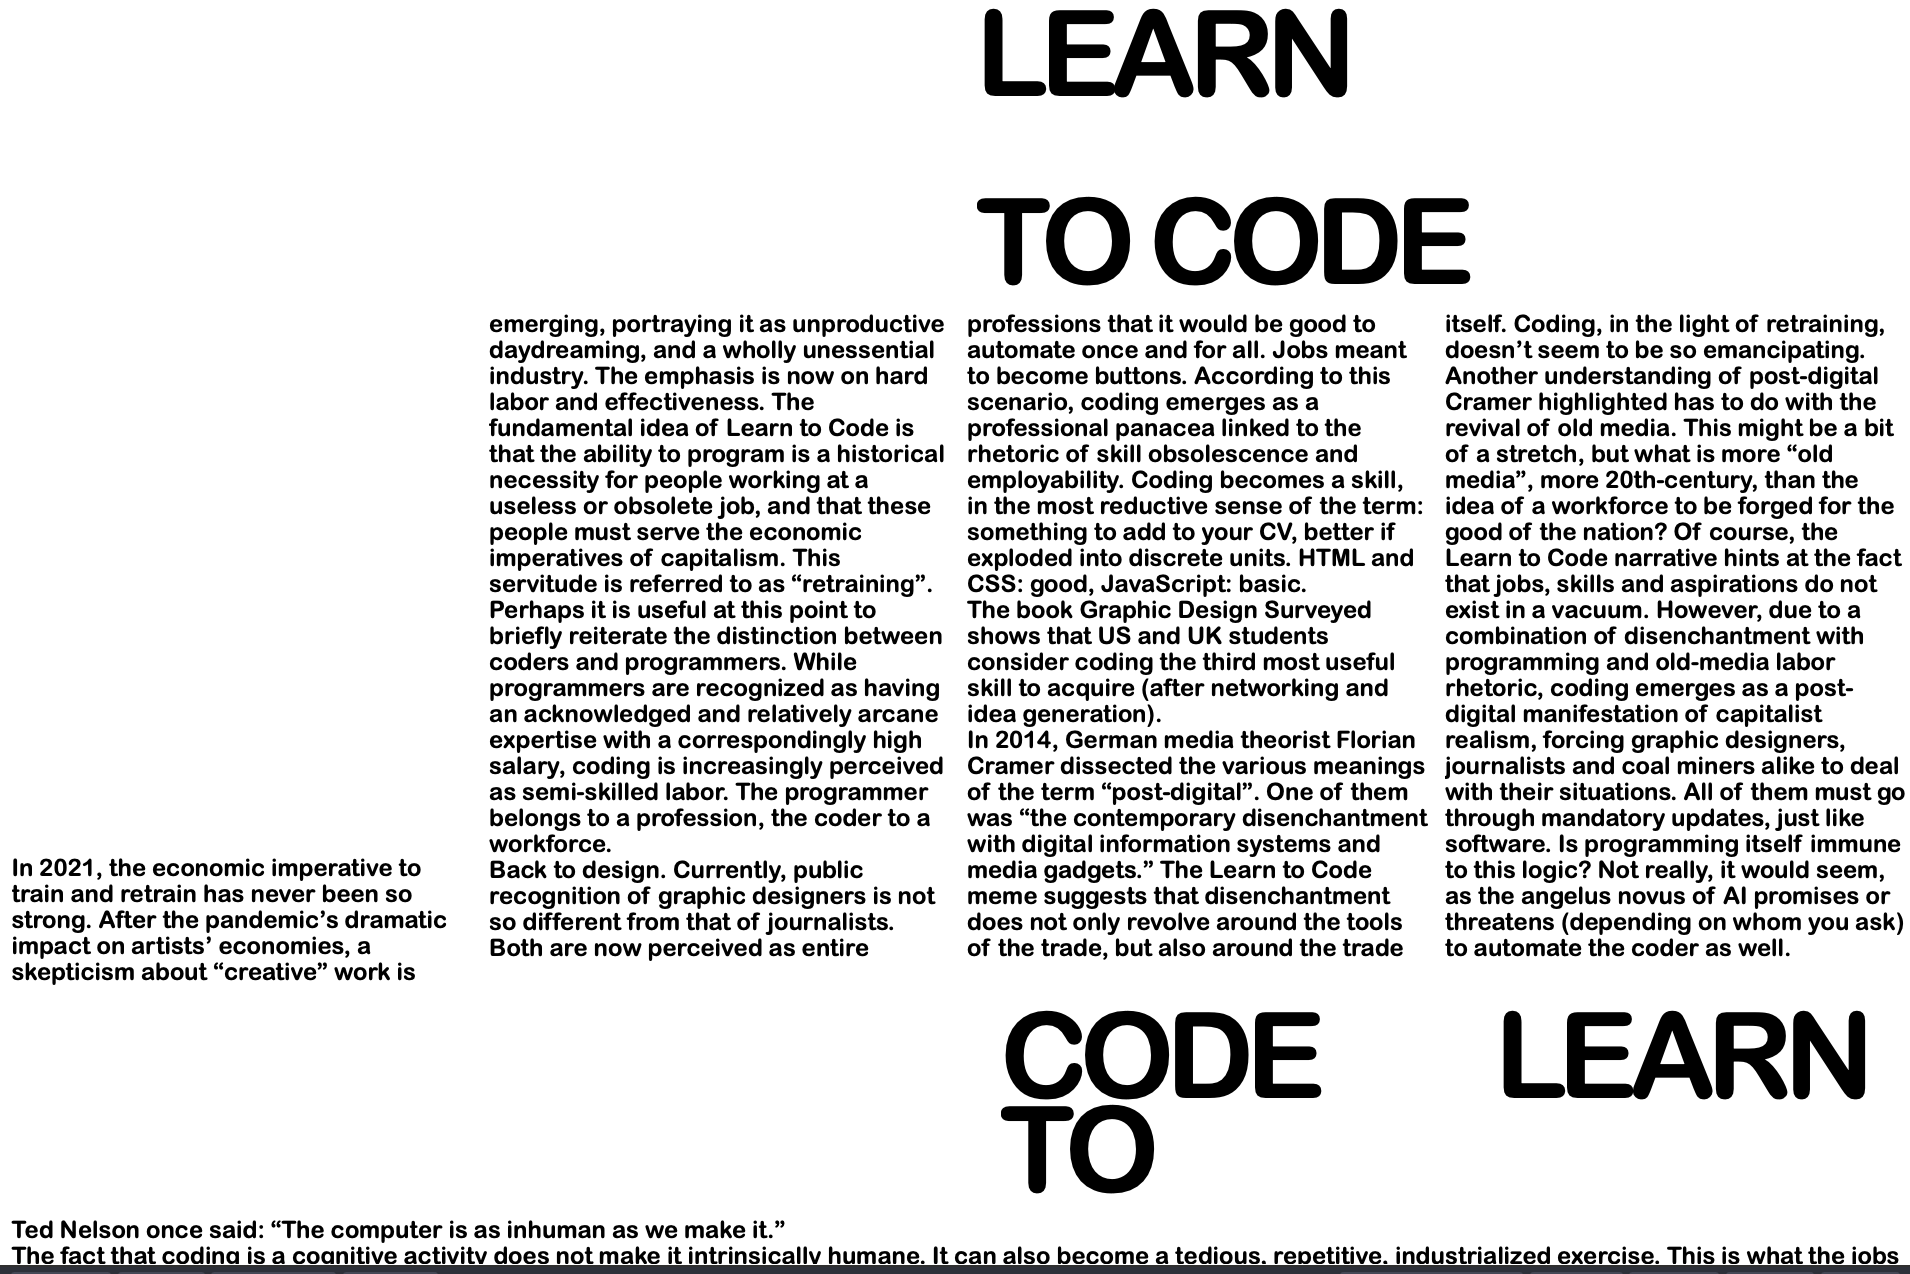 LEARN
TO CODE
In 2021, the economic imperative to
train and retrain has never been so
strong. After the pandemic’s dramatic
impact on artists’ economies, a
skepticism about “creative” work is
emerging, portraying it as unproductive
daydreaming, and a wholly unessential
industry. The emphasis is now on hard
labor and effectiveness. The
fundamental idea of Learn to Code is
that the ability to program is a historical
necessity for people working at a
useless or obsolete job, and that these
people must serve the economic
imperatives of capitalism. This
servitude is referred to as “retraining”.
Perhaps it is useful at this point to
briefly reiterate the distinction between
coders and programmers. While
programmers are recognized as having
an acknowledged and relatively arcane
expertise with a correspondingly high
salary, coding is increasingly perceived
as semi-skilled labor. The programmer
belongs to a profession, the coder to a
workforce.
Back to design. Currently, public
recognition of graphic designers is not
so different from that of journalists.
Both are now perceived as entire
professions that it would be good to
automate once and for all. Jobs meant
to become buttons. According to this
scenario, coding emerges as a
professional panacea linked to the
rhetoric of skill obsolescence and
employability. Coding becomes a skill,
in the most reductive sense of the term:
something to add to your CV, better if
exploded into discrete units. HTML and
CSS: good, JavaScript: basic.
The book Graphic Design Surveyed
shows that US and UK students
consider coding the third most useful
skill to acquire (after networking and
idea generation).
In 2014, German media theorist Florian
Cramer dissected the various meanings
of the term “post-digital”. One of them
was “the contemporary disenchantment
with digital information systems and
media gadgets.” The Learn to Code
meme suggests that disenchantment
does not only revolve around the tools
of the trade, but also around the trade
itself. Coding, in the light of retraining,
doesn’t seem to be so emancipating.
Another understanding of post-digital
Cramer highlighted has to do with the
revival of old media. This might be a bit
of a stretch, but what is more “old
media”, more 20th-century, than the
idea of a workforce to be forged for the
good of the nation? Of course, the
Learn to Code narrative hints at the fact
that jobs, skills and aspirations do not
exist in a vacuum. However, due to a
combination of disenchantment with
programming and old-media labor
rhetoric, coding emerges as a post-
digital manifestation of capitalist
realism, forcing graphic designers,
journalists and coal miners alike to deal
with their situations. All of them must go
through mandatory updates, just like
software. Is programming itself immune
to this logic? Not really, it would seem,
as the angelus novus of AI promises or
threatens (depending on whom you ask)
to automate the coder as well.
CODE LEARN
TO
Ted Nelson once said: “The computer is as inhuman as we make it.”
The fact that coding is a cognitive activity does not make it intrinsically humane. It can also become a tedious, repetitive, industrialized exercise. This is what the jobs